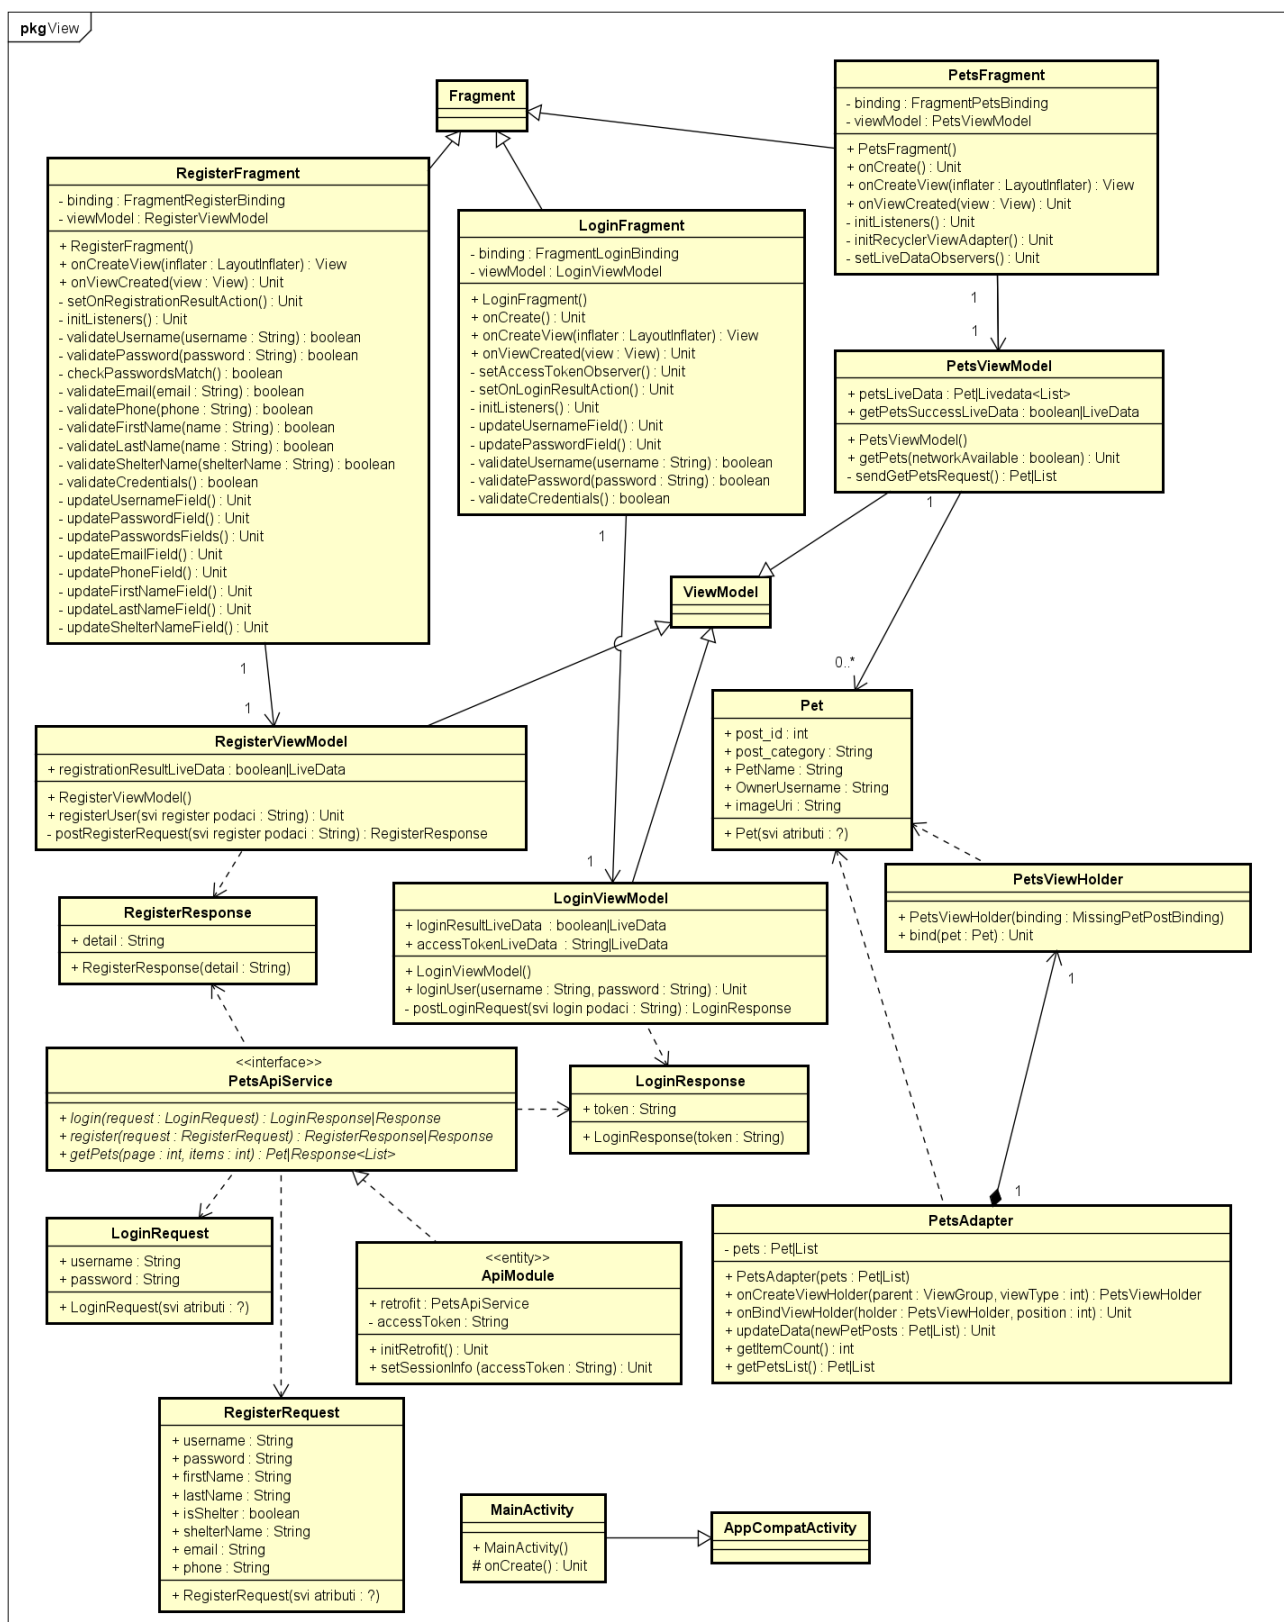 pkg View
Fragment
PetsFragment
- binding : FragmentPetsBinding
- viewModel : PetsViewModel
+ PetsFragment()
+ onCreate() : Unit
+ onCreateView(inflater : LayoutInflater) : View
+ onViewCreated(view : View) : Unit
- initListeners() : Unit
- initRecyclerViewAdapter() : Unit
- setLiveDataObservers() : Unit
RegisterFragment
- binding : FragmentRegisterBinding
- viewModel : RegisterViewModel
+ RegisterFragment()
+ onCreateView(inflater : LayoutInflater) : View
+ onViewCreated(view : View) : Unit
- setOnRegistrationResultAction() : Unit
- initListeners() : Unit
- validateUsername(username : String) : boolean
- validatePassword(password : String) : boolean
- checkPasswordsMatch() : boolean
- validateEmail(email : String) : boolean
- validatePhone(phone : String) : boolean
- validateFirstName(name : String) : boolean
- validateLastName(name : String) : boolean
- validateShelterName(shelterName : String) : boolean
- validateCredentials() : boolean
- updateUsernameField() : Unit
- updatePasswordField() : Unit
- updatePasswordsFields() : Unit
- updateEmailField() : Unit
- updatePhoneField() : Unit
- updateFirstNameField() : Unit
- updateLastNameField() : Unit
- updateShelterNameField() : Unit
LoginFragment
- binding : FragmentLoginBinding
- viewModel : LoginViewModel
+ LoginFragment()
+ onCreate() : Unit
+ onCreateView(inflater : LayoutInflater) : View
+ onViewCreated(view : View) : Unit
- setAccessTokenObserver() : Unit
- setOnLoginResultAction() : Unit
- initListeners() : Unit
- updateUsernameField() : Unit
- updatePasswordField() : Unit
- validateUsername(username : String) : boolean
- validatePassword(password : String) : boolean
- validateCredentials() : boolean
1
1
PetsViewModel
+ petsLiveData : Pet|Livedata<List>
+ getPetsSuccessLiveData : boolean|LiveData
+ PetsViewModel()
+ getPets(networkAvailable : boolean) : Unit
- sendGetPetsRequest() : Pet|List
1
1
ViewModel
0..*
1
1
Pet
+ post_id : int
+ post_category : String
+ PetName : String
+ OwnerUsername : String
+ imageUri : String
+ Pet(svi atributi : ?)
RegisterViewModel
+ registrationResultLiveData : boolean|LiveData
+ RegisterViewModel()
+ registerUser(svi register podaci : String) : Unit
- postRegisterRequest(svi register podaci : String) : RegisterResponse
1
PetsViewHolder
+ PetsViewHolder(binding : MissingPetPostBinding)
+ bind(pet : Pet) : Unit
1
LoginViewModel
+ loginResultLiveData : boolean|LiveData
+ accessTokenLiveData : String|LiveData
+ LoginViewModel()
+ loginUser(username : String, password : String) : Unit
- postLoginRequest(svi login podaci : String) : LoginResponse
RegisterResponse
+ detail : String
+ RegisterResponse(detail : String)
<<interface>>
PetsApiService
+ login(request : LoginRequest) : LoginResponse|Response
+ register(request : RegisterRequest) : RegisterResponse|Response
+ getPets(page : int, items : int) : Pet|Response<List>
LoginResponse
+ token : String
+ LoginResponse(token : String)
1
PetsAdapter
- pets : Pet|List
+ PetsAdapter(pets : Pet|List)
+ onCreateViewHolder(parent : ViewGroup, viewType : int) : PetsViewHolder
+ onBindViewHolder(holder : PetsViewHolder, position : int) : Unit
+ updateData(newPetPosts : Pet|List) : Unit
+ getItemCount() : int
+ getPetsList() : Pet|List
LoginRequest
+ username : String
+ password : String
+ LoginRequest(svi atributi : ?)
<<entity>>
ApiModule
+ retrofit : PetsApiService
- accessToken : String
+ initRetrofit() : Unit
+ setSessionInfo (accessToken : String) : Unit
RegisterRequest
+ username : String
+ password : String
+ firstName : String
+ lastName : String
+ isShelter : boolean
+ shelterName : String
+ email : String
+ phone : String
+ RegisterRequest(svi atributi : ?)
MainActivity
+ MainActivity()
# onCreate() : Unit
AppCompatActivity